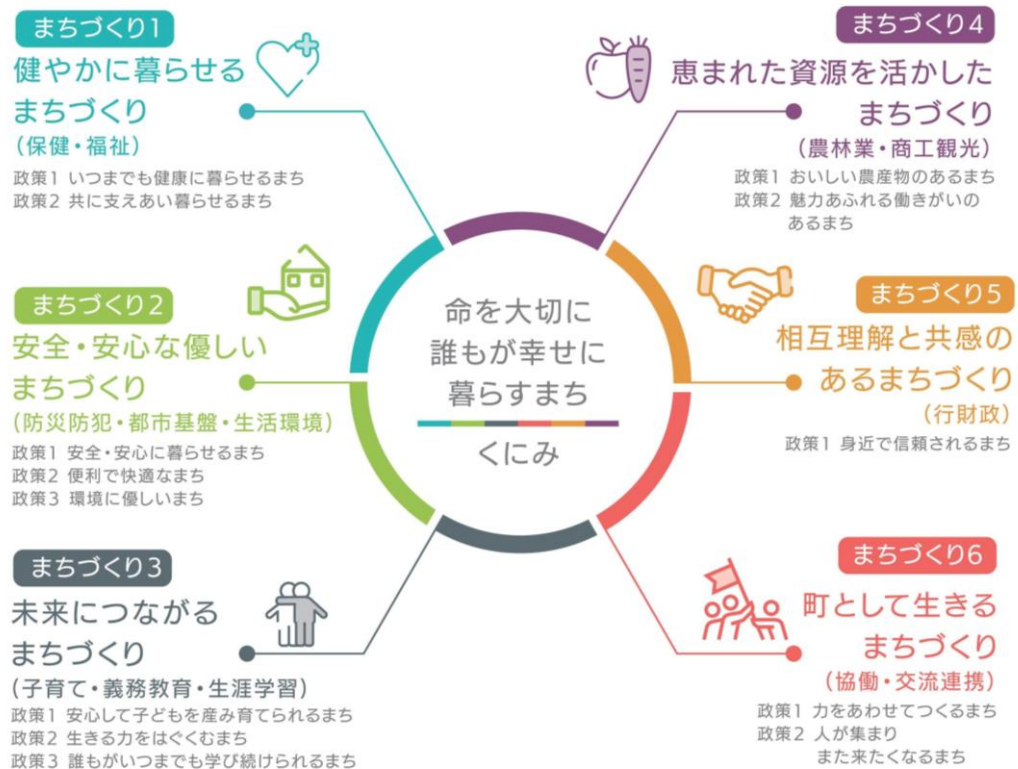 まちづくり1
健やかに暮らせる
まちづくり
(保健・福祉)
政策1 いつまでも健康に暮らせるまち
政策2 共に支えあい暮らせるまち
まちづくり2
安全・安心な優しい
まちづくり
(防災防犯・都市基盤・生活環境)
政策1 安全・安心に暮らせるまち
政策2 便利で快適なまち
政策3 環境に優しいまち
まちづくり3
未来につながる
まちづくり
(子育て・義務教育・生涯学習)
政策1 安心して子どもを産み育てられるまち
政策2 生きる力をはぐくむまち
政策3 誰もがいつまでも学び続けられるまち
命を大切に
誰もが幸せに
暮らすまち
くにみ
まちづくり4
恵まれた資源を活かした
まちづくり
(農林業・商工観光)
政策1 おいしい農産物のあるまち
政策2 魅力あふれる働きがいの
あるまち
まちづくり5
相互理解と共感の
あるまちづくり
(行財政)
政策1 身近で信頼されるまち
まちづくり6
町として生きる
まちづくり
(協働・交流連携)
政策1 力をあわせてつくるまち
政策2 人が集まり
また来たくなるまち